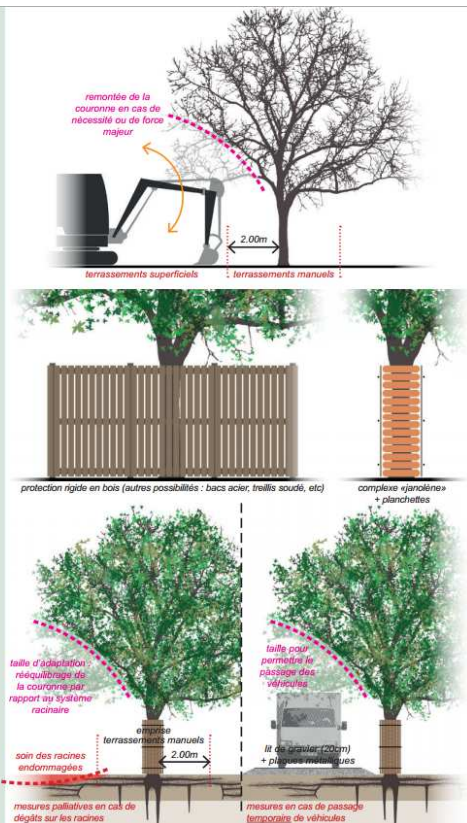 remontée de la
couronne en cas de
nécessité ou de force
majeur
2.00m
terrassements superficiels
terrassements manuels
protection rigide en bois (autres possibilités : bacs acier, treillis soudé, etc)
complexe «janolène»
+ planchettes
taille d'adaptation :
rééquilibrage de
la couronne par
rapport au système
racinaire
emprise
terrassements manuels
2.00m
soin des racines
endommagées
mesures palliatives en cas de
dégâts sur les racines
taille pour
permettre le
passage des
véhicules
lit de gravier (20cm)
+ plaques métalliques
mesures en cas de passage
temporaire de véhicules